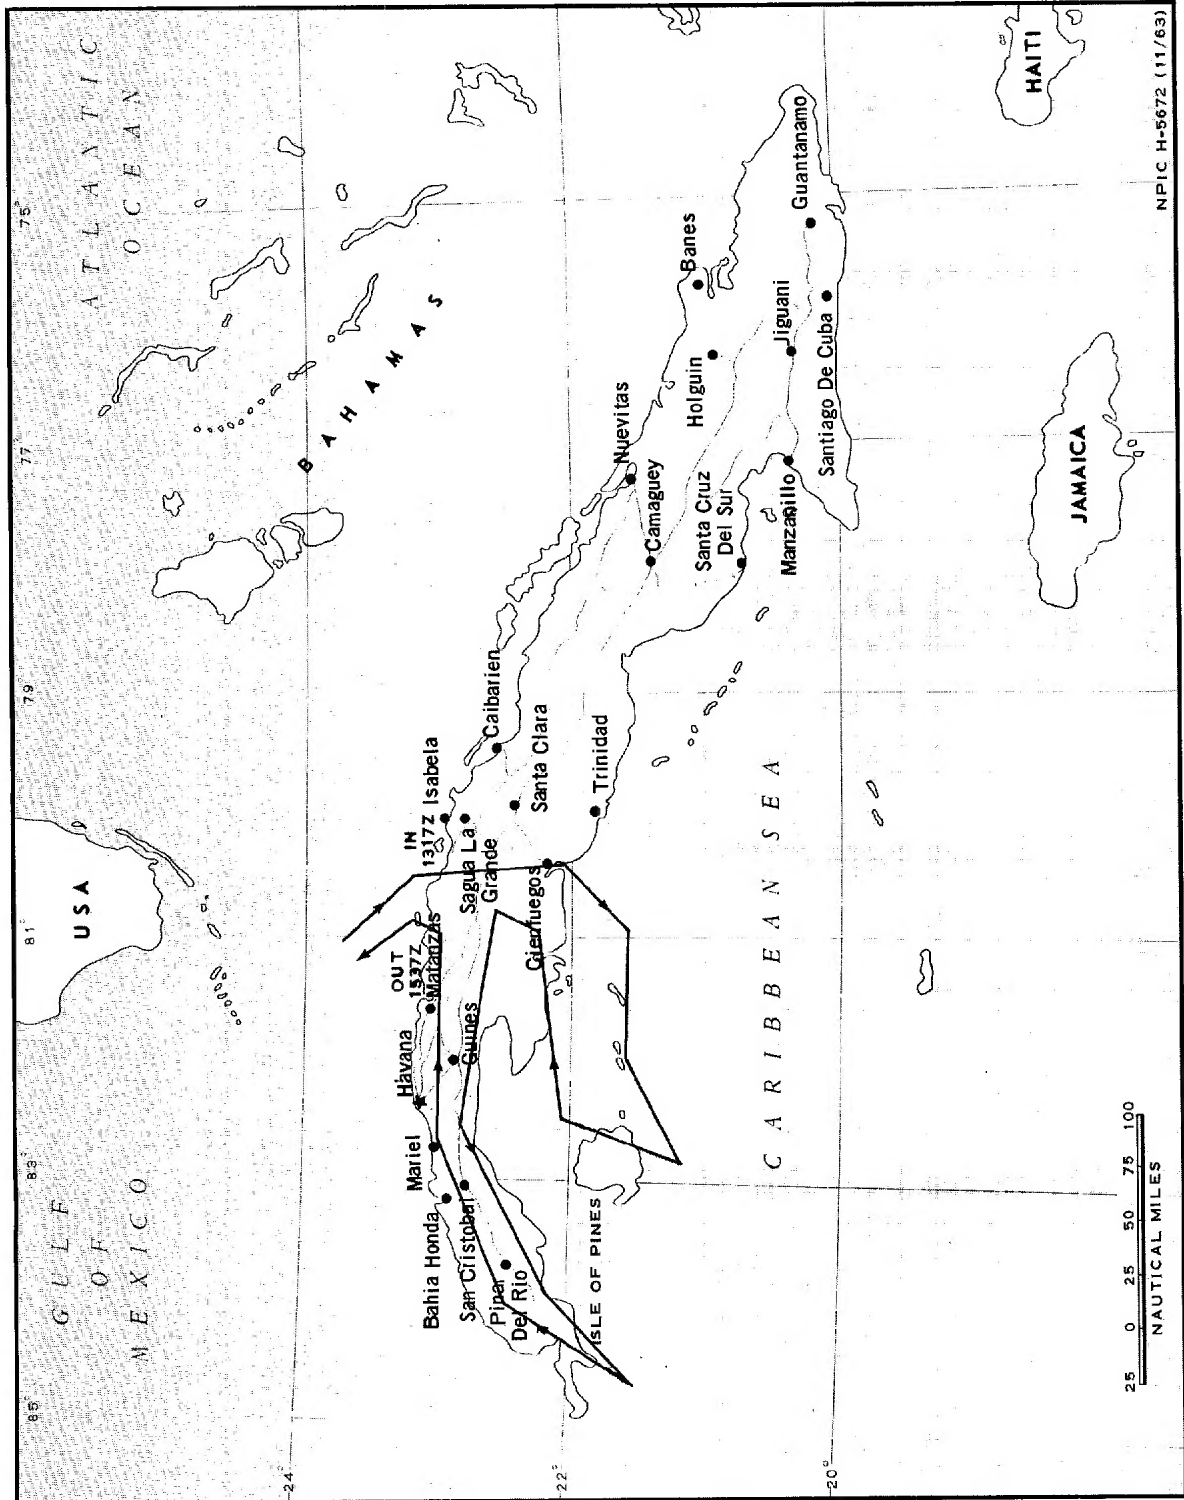 85°
83°
81°
79
77°
75°
GULF
OF
MEXICO
USA
ATLANTIC
OCEAN
BAHAMAS
24°
22°
20°
OUT
1537Z
IN
1317Z
Havana
Matanzas
Isabela
Mariel
Bahia Honda
San Cristobal
Pinar
Del Rio
Guines
Sagua La
Grande
Caibarien
Santa Clara
Cienfuegos
Trinidad
Nuevitas
Camaguey
Santa Cruz
Del Sur
Holguin
Banes
Manzanillo
Jiguani
Santiago De Cuba
Guantanamo
ISLE OF PINES
CARIBBEAN SEA
JAMAICA
HAITI
25 0 25 50 75 100
NAUTICAL MILES
NPIC H-5672 (11/63)